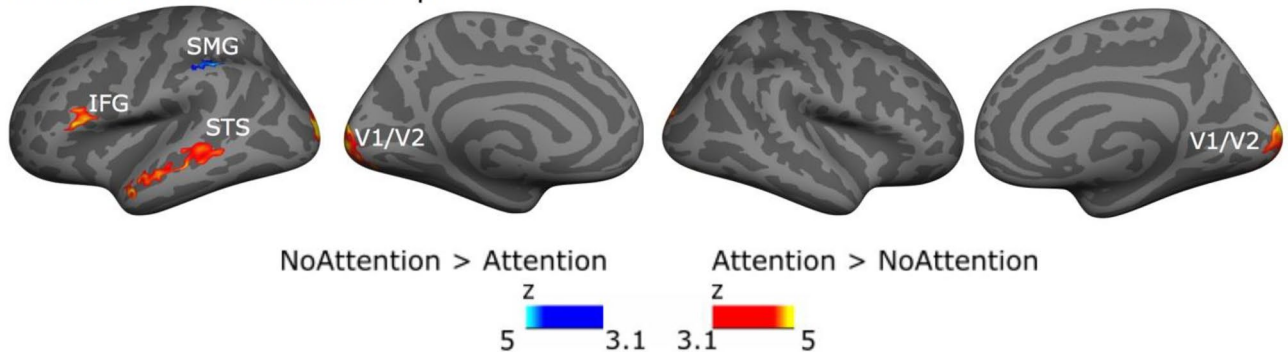 SMG
IFG
STS
V1/V2
V1/V2
NoAttention > Attention
Attention > NoAttention
z
z
5
3.1
3.1
5